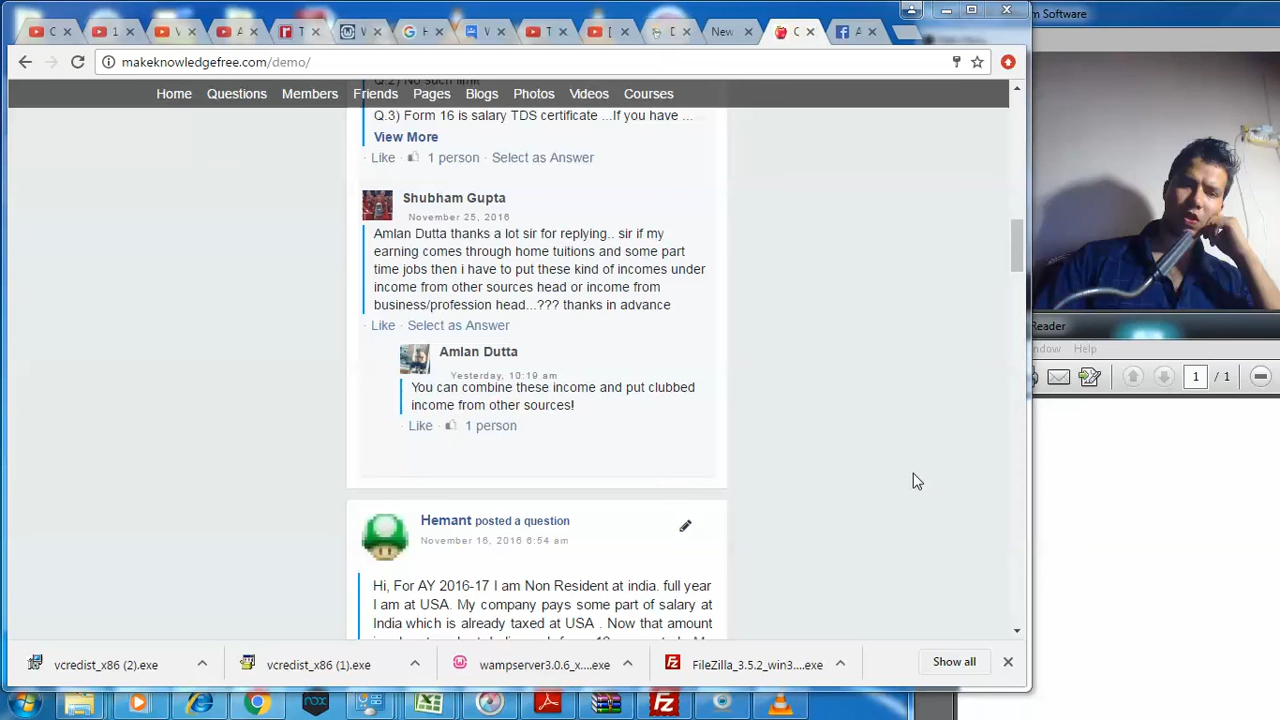 m Software
C
1
V
A
T
W
H
V
T
[
D
New
C
A
makeknowledgefree.com/demo/
Home Questions Members Friends Pages Blogs Photos Videos Courses
Q.2) No such limit
Q.3) Form 16 is salary TDS certificate ...If you have ...
View More
· Like · 1 person · Select as Answer
Shubham Gupta
November 25, 2016
Amlan Dutta thanks a lot sir for replying.. sir if my
earning comes through home tuitions and some part
time jobs then i have to put these kind of incomes under
income from other sources head or income from
business/profession head...??? thanks in advance
· Like · Select as Answer
Amlan Dutta
Yesterday, 10:19 am
You can combine these income and put clubbed
income from other sources!
· Like · 1 person
Hemant posted a question
November 16, 2016 6:54 am
Hi, For AY 2016-17 I am Non Resident at india. full year
I am at USA. My company pays some part of salary at
India which is already taxed at USA . Now that amount
Reader
ndow Help
1 / 1
vcredist_x86 (2).exe
vcredist_x86 (1).exe
wampserver3.0.6_x....exe
FileZilla_3.5.2_win3....exe
Show all
nox